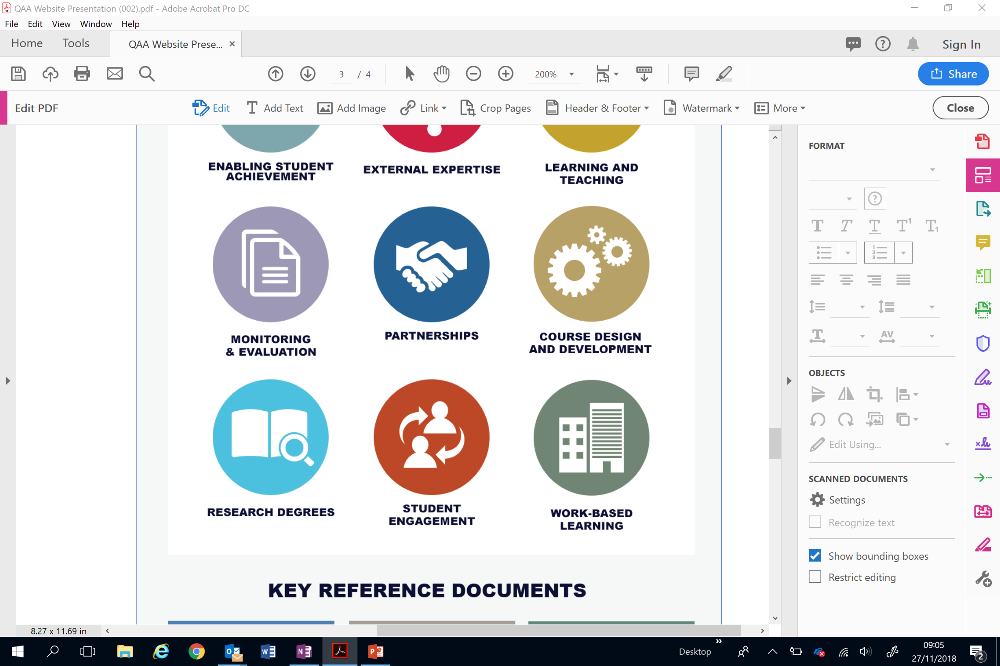 QAA Website Presentation (002).pdf - Adobe Acrobat Pro DC
File Edit View Window Help
Home Tools QAA Website Prese... Sign In
3 / 4 200% Share
Edit PDF Edit Add Text Add Image Link Crop Pages Header & Footer Watermark More Close
ENABLING STUDENT
ACHIEVEMENT
EXTERNAL EXPERTISE
LEARNING AND
TEACHING
MONITORING
& EVALUATION
PARTNERSHIPS
COURSE DESIGN
AND DEVELOPMENT
RESEARCH DEGREES
STUDENT
ENGAGEMENT
WORK-BASED
LEARNING
KEY REFERENCE DOCUMENTS
FORMAT
OBJECTS
Edit Using...
SCANNED DOCUMENTS
Settings
Recognize text
Show bounding boxes
Restrict editing
8.27 x 11.69 in
Desktop
09:05
27/11/2018
2